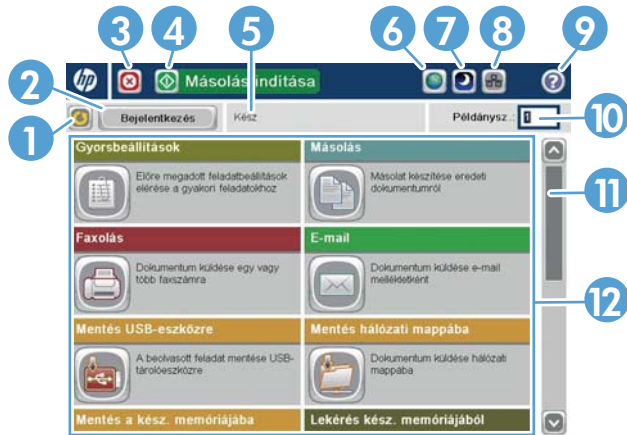 3 4 5 6 7 8 9
hp Másolás indítása
2
Bejelentkezés Kész Példánysz.: 1
1 10
Gyorsbeállítások Másolás
Előre megadott feladatbeállítások Másolat készítése eredeti
elérése a gyakori feladatokhoz dokumentumról
11
Faxolás E-mail
Dokumentum küldése egy vagy Dokumentum küldése e-mail
több faxszámra mellékletként
12
Mentés USB-eszközre Mentés hálózati mappába
A beolvasott feladat mentése USB- Dokumentum küldése hálózati
tárolóeszközre mappába
Mentés a kész. memóriájába Lekérés kész. memóriájából